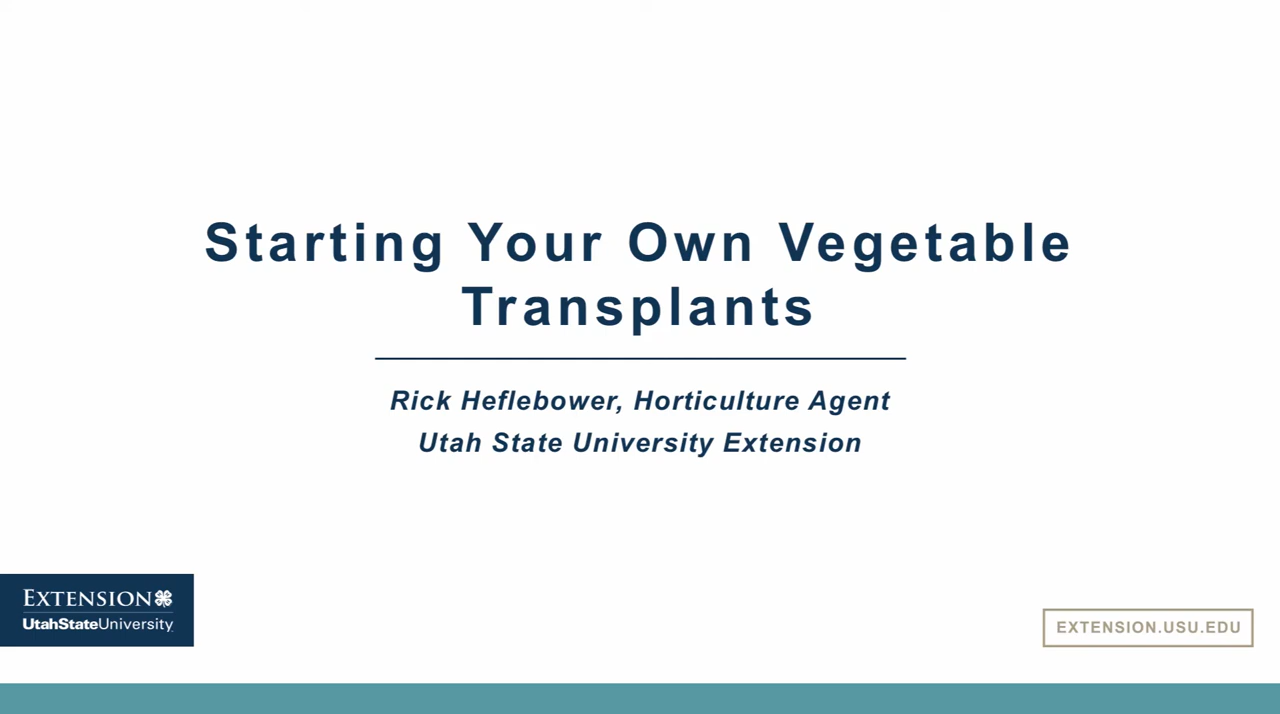 Starting Your Own Vegetable
Transplants
Rick Heflebower, Horticulture Agent
Utah State University Extension
EXTENSION
UtahStateUniversity
EXTENSION.USU.EDU